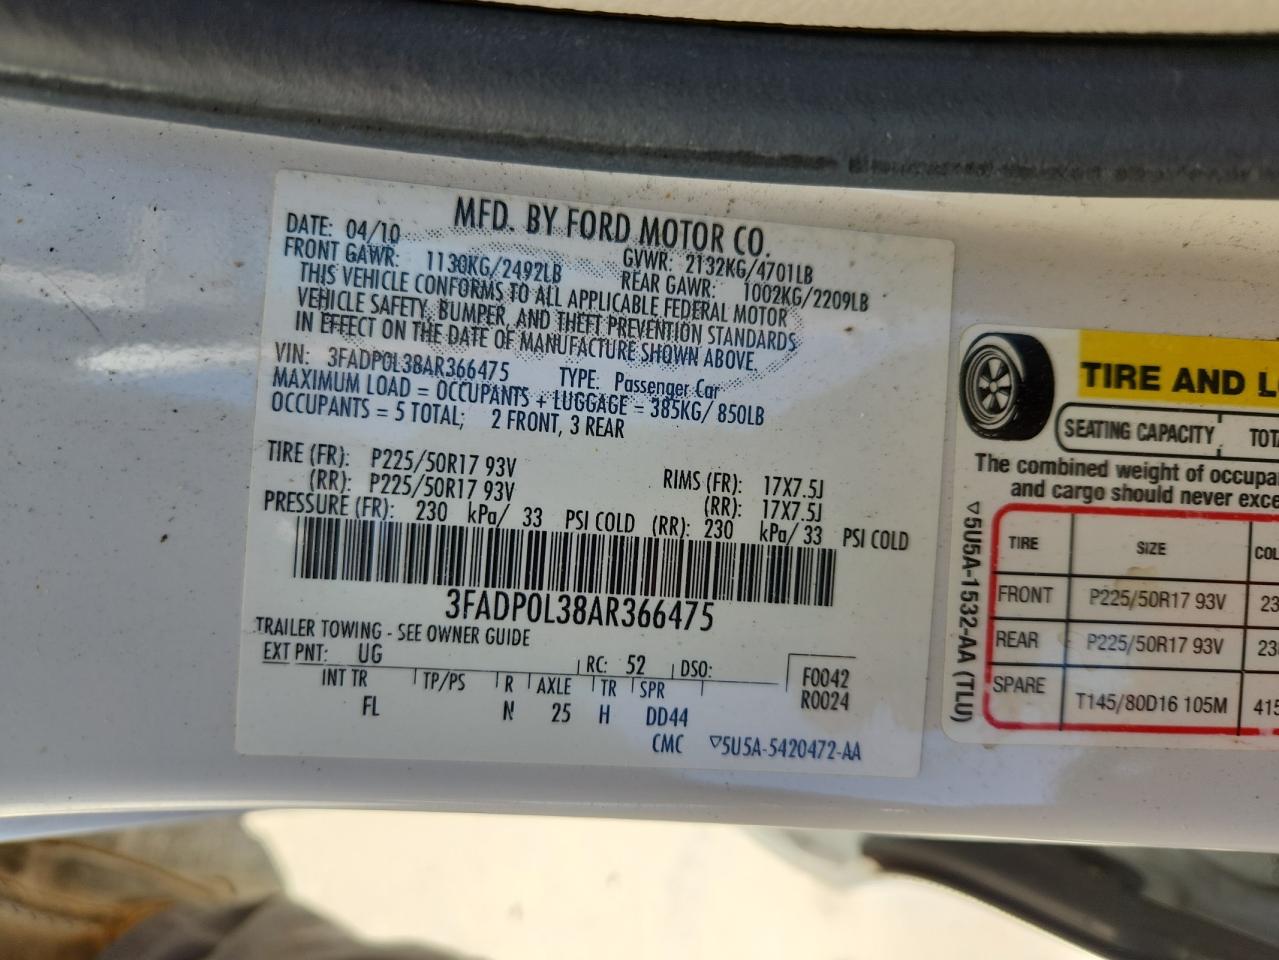 MFD. BY FORD MOTOR CO.
DATE: 04/10 GVWR: 2132KG/4701LB
FRONT GAWR: 1130KG/2492LB REAR GAWR: 1002KG/2209LB
THIS VEHICLE CONFORMS TO ALL APPLICABLE FEDERAL MOTOR
VEHICLE SAFETY, BUMPER, AND THEFT PREVENTION STANDARDS
IN EFFECT ON THE DATE OF MANUFACTURE SHOWN ABOVE.
VIN: 3FADP0L38AR366475 TYPE: Passenger Car
MAXIMUM LOAD = OCCUPANTS + LUGGAGE = 385KG/ 850LB
OCCUPANTS = 5 TOTAL; 2 FRONT, 3 REAR
TIRE (FR): P225/50R17 93V RIMS (FR): 17X7.5J
(RR): P225/50R17 93V (RR): 17X7.5J
PRESSURE (FR): 230 kPa/ 33 PSI COLD (RR): 230 kPa/ 33 PSI COLD
3FADP0L38AR366475
TRAILER TOWING - SEE OWNER GUIDE
EXT PNT: UG RC: 52 DSO: F0042
R0024
INT TR TP/PS R AXLE TR SPR
FL N 25 H DD44
CMC ▽5U5A-5420472-AA
TIRE AND L
SEATING CAPACITY TOT
The combined weight of occupa
and cargo should never exce
TIRE SIZE COL
FRONT P225/50R17 93V 23
REAR P225/50R17 93V 23
SPARE T145/80D16 105M 415
▽5U5A-1532-AA (TLU)